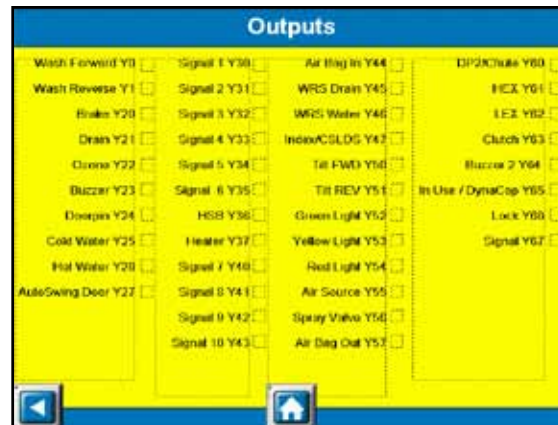 Outputs
Wash Forward Y0
Wash Reverse Y1
Brake Y20
Drain Y21
Ozone Y22
Buzzer Y23
Doorpin Y24
Cold Water Y25
Hot Water Y26
AutoSwing Door Y27
Signal 1 Y30
Signal 2 Y31
Signal 3 Y32
Signal 4 Y33
Signal 5 Y34
Signal 6 Y35
HSB Y36
Heater Y37
Signal 7 Y40
Signal 8 Y41
Signal 9 Y42
Signal 10 Y43
Air Bag In Y44
WRS Drain Y45
WRS Water Y46
Index/CSLDS Y47
Tilt FWD Y50
Tilt REV Y51
Green Light Y52
Yellow Light Y53
Red Light Y54
Air Source Y55
Spray Valve Y56
Air Bag Out Y57
DP2/Chute Y60
HEX Y61
LEX Y62
Clutch Y63
Buzzer 2 Y64
In Use / DynaCop Y65
Lock Y66
Signal Y67